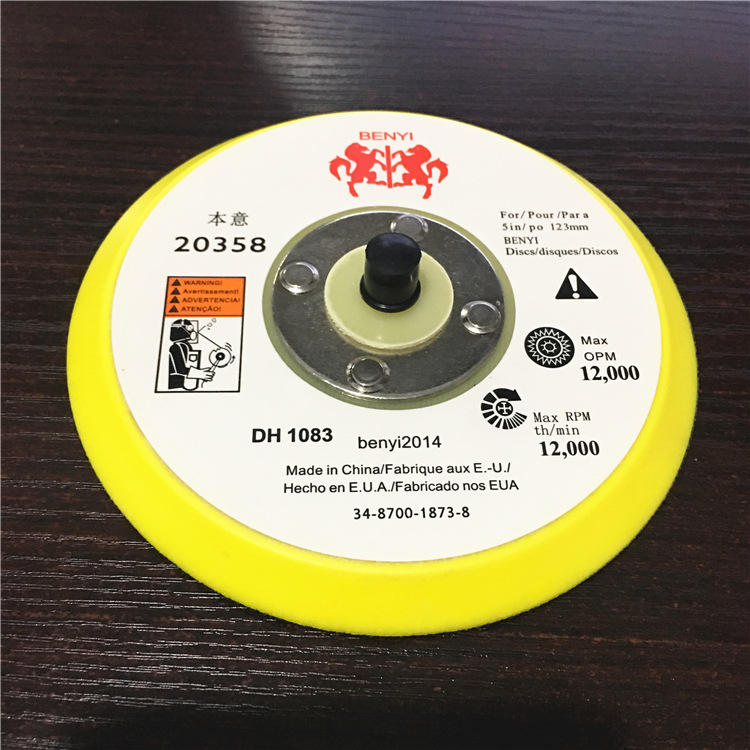 BENYI
本意
20358
For/Pour/Para
5in/po 123mm
BENYI
Discs/disques/Discos
WARNING!
Avertissement!
ADVERTENCIA!
ATENÇÃO!
Max
OPM
12,000
Max RPM
th/min
12,000
DH 1083 benyi2014
Made in China/Fabrique aux E.-U./
Hecho en E.U.A./Fabricado nos EUA
34-8700-1873-8